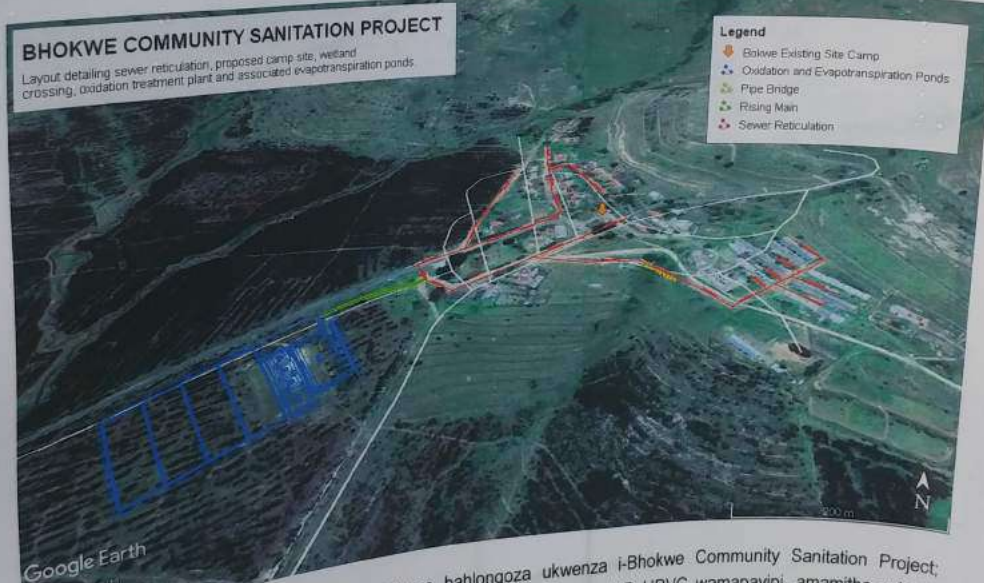 BHOKWE COMMUNITY SANITATION PROJECT
Layout detailing sewer reticulation, proposed camp site, wetland
crossing, oxidation treatment plant and associated evapotranspiration ponds
Legend
Bokwe Existing Site Camp
Oxidation and Evapotranspiration Ponds
Pipe Bridge
Rising Main
Sewer Reticulation
N
200 m
Google Earth
bahlongoza ukwenza i-Bhokwe Community Sanitation Project;
wamapayipi